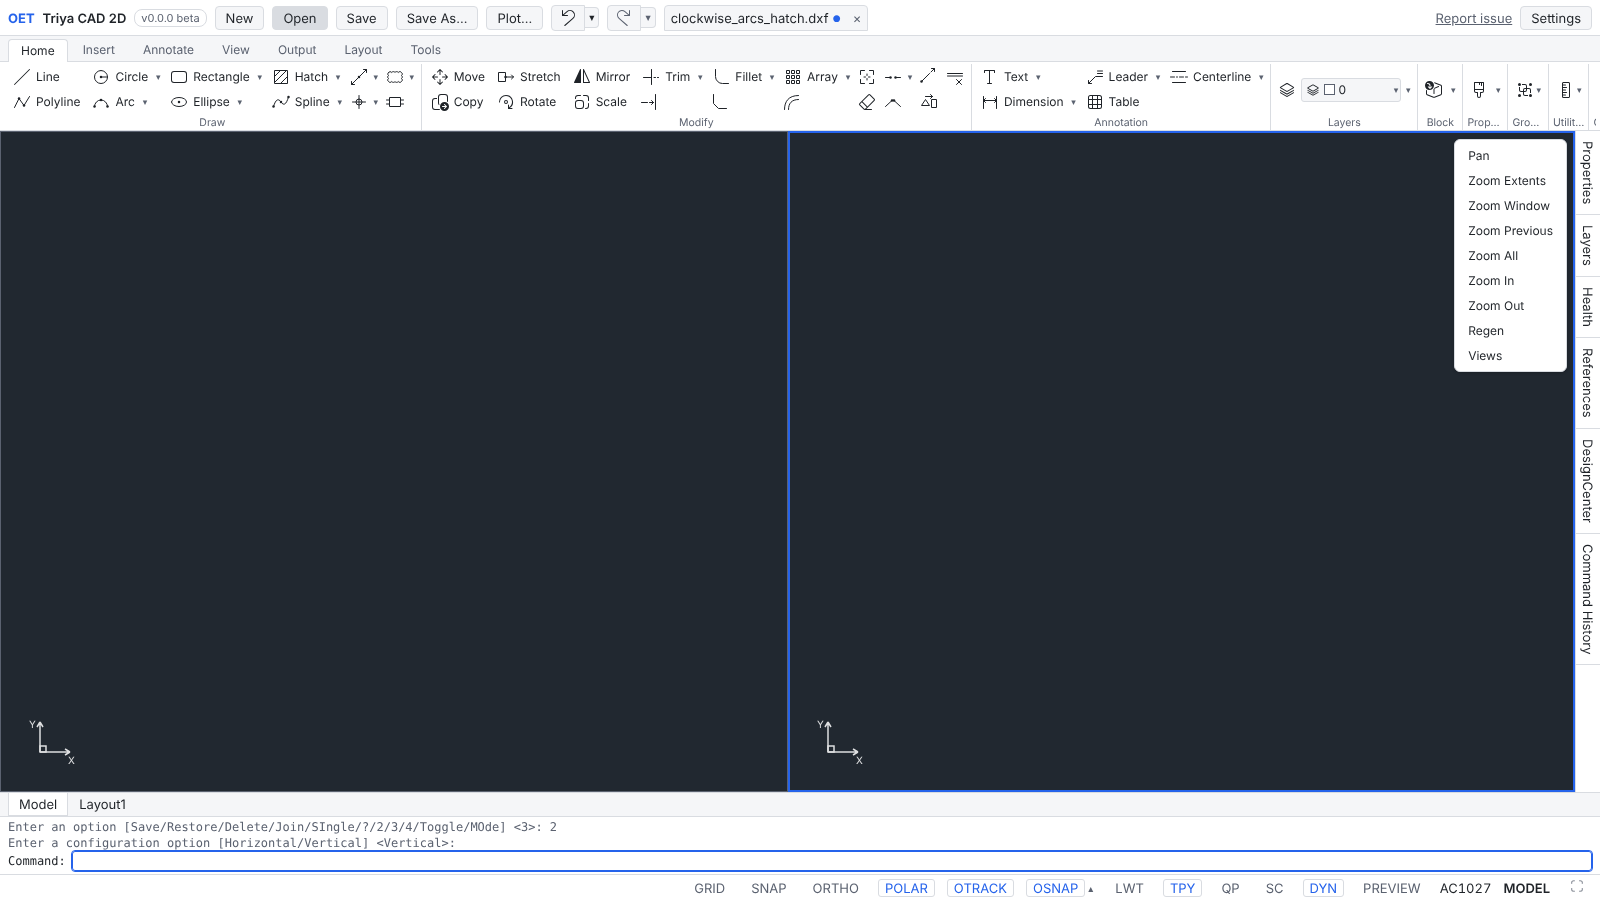 OET Triya CAD 2D v0.0.0 beta New Open Save Save As... Plot... clockwise_arcs_hatch.dxf × Report issue Settings
Home Insert Annotate View Output Layout Tools
Line Circle Rectangle Hatch Move Stretch Mirror Trim Fillet Array Text Leader Centerline
Polyline Arc Ellipse Spline Copy Rotate Scale Dimension Table
0
Draw Modify Annotation Layers Block Prop... Gro... Utilit...
Pan
Zoom Extents
Zoom Window
Zoom Previous
Zoom All
Zoom In
Zoom Out
Regen
Views
Properties
Layers
Health
References
DesignCenter
Command History
Y
X
Y
X
Model Layout1
Enter an option [Save/Restore/Delete/Join/SIngle/?/2/3/4/Toggle/MOde] <3>: 2
Enter a configuration option [Horizontal/Vertical] <Vertical>:
Command:
GRID SNAP ORTHO POLAR OTRACK OSNAP LWT TPY QP SC DYN PREVIEW AC1027 MODEL